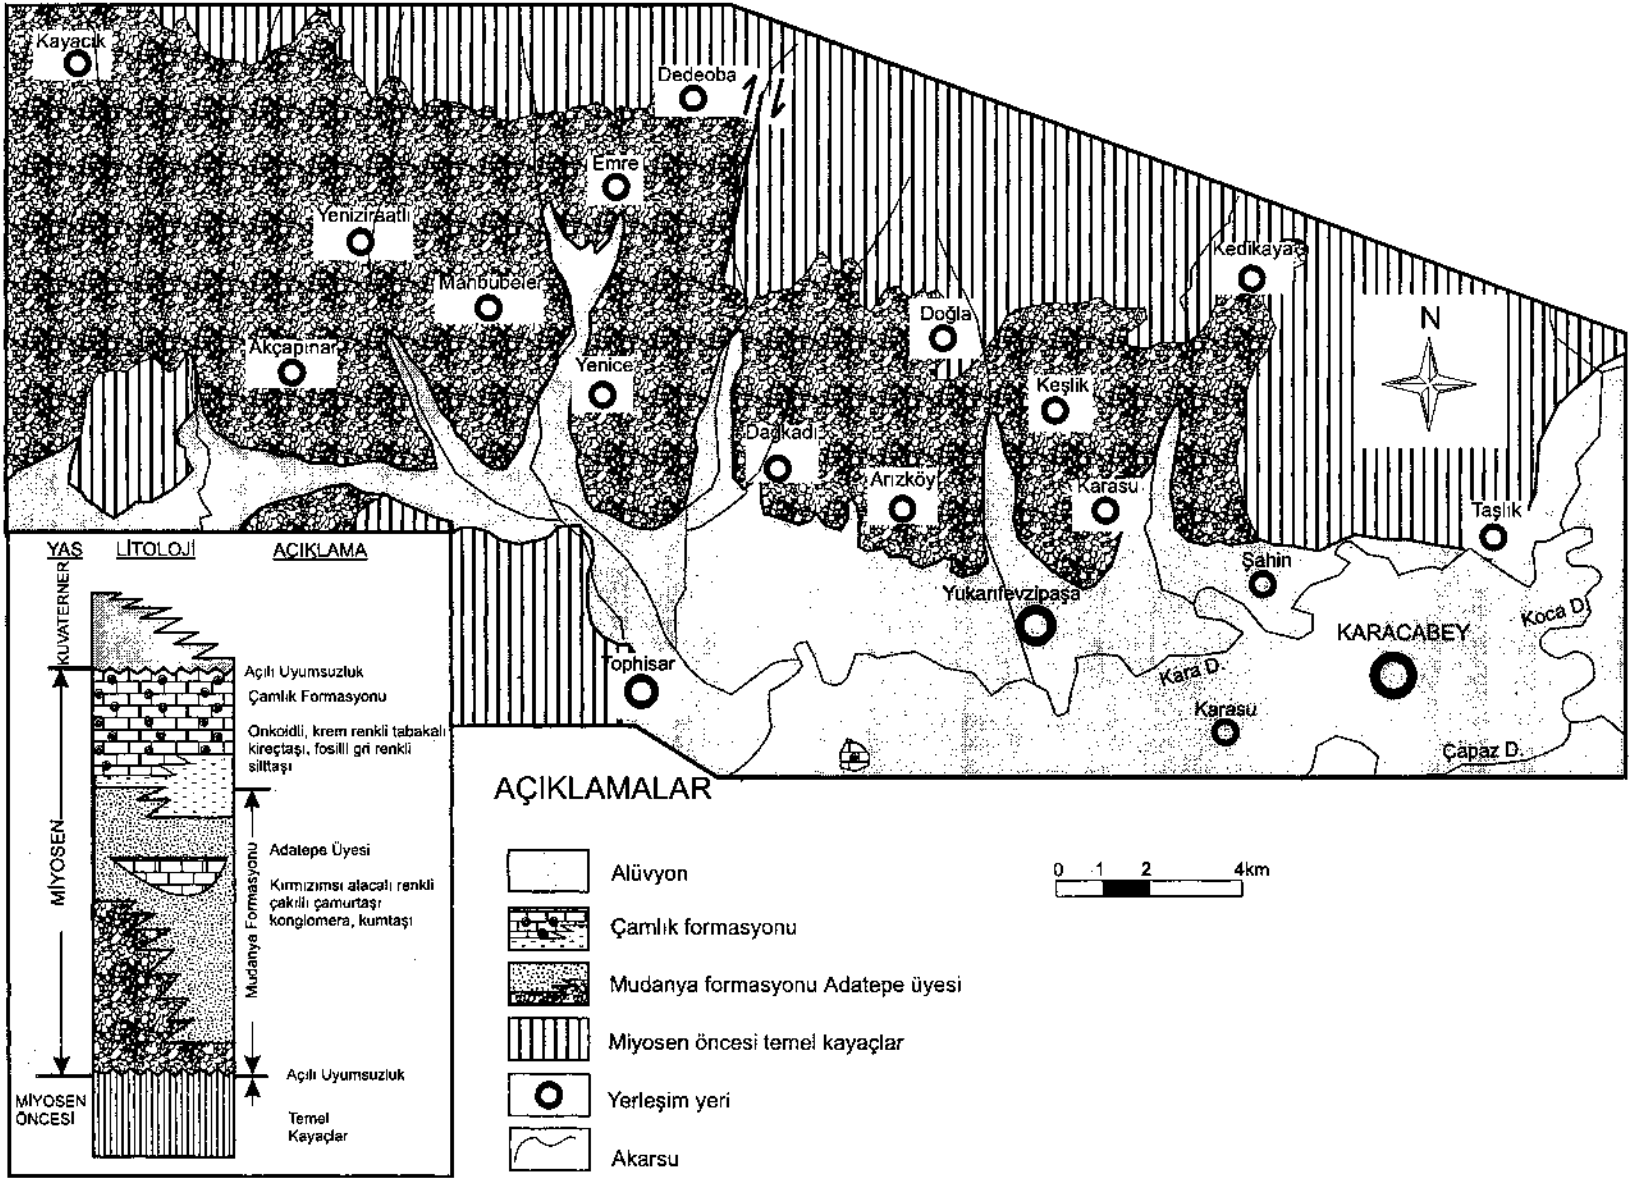 Kayacık
Dedeoba
Emre
Yeniziraatlı
Kedikaya
Manbubeler
Doğla
N
Akçapınar
Yenice
Keşlik
Dağkadı
Arızköy
Karasu
Taşlık
Şahin
Yukarıfevzipaşa
Koca D.
KARACABEY
Tophisar
Kara D.
Karasu
Çapaz D.
YAŞ LİTOLOJİ AÇIKLAMA
KUVATERNER
Açılı Uyumsuzluk
Çamlık Formasyonu
Onkoidli, krem renkli tabakalı
kireçtaşı, fosilli gri renkli
silttaşı
MİYOSEN
Mudanya Formasyonu
Adatepe Üyesi
Kırmızımsı alacalı renkli
çakıllı çamurtaşı
konglomera, kumtaşı
Açılı Uyumsuzluk
MİYOSEN
ÖNCESİ
Temel
Kayaçlar
AÇIKLAMALAR
Alüvyon
Çamlık formasyonu
Mudanya formasyonu Adatepe üyesi
Miyosen öncesi temel kayaçlar
Yerleşim yeri
Akarsu
0 1 2 4km